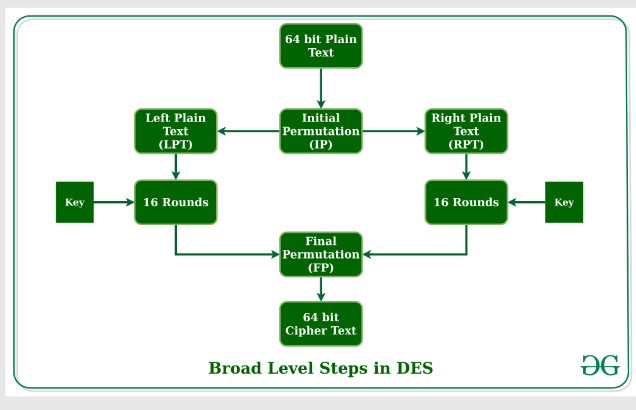 64 bit Plain
Text
Left Plain
Text
(LPT)
Initial
Permutation
(IP)
Right Plain
Text
(RPT)
Key
16 Rounds
16 Rounds
Key
Final
Permutation
(FP)
64 bit
Cipher Text
Broad Level Steps in DES